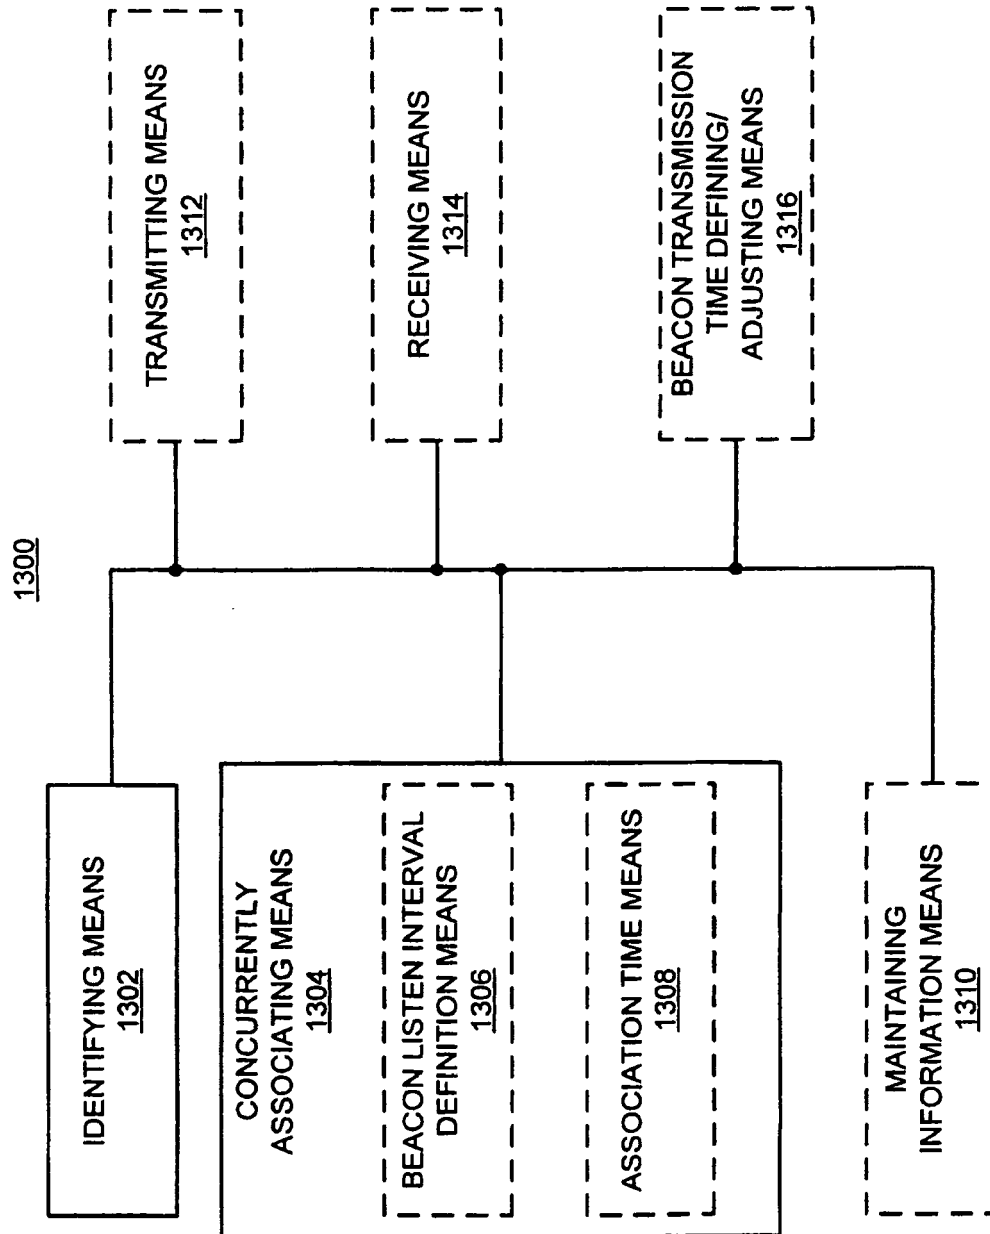 1300
IDENTIFYING MEANS
1302
CONCURRENTLY
ASSOCIATING MEANS
1304
BEACON LISTEN INTERVAL
DEFINITION MEANS
1306
ASSOCIATION TIME MEANS
1308
MAINTAINING
INFORMATION MEANS
1310
TRANSMITTING MEANS
1312
RECEIVING MEANS
1314
BEACON TRANSMISSION
TIME DEFINING/
ADJUSTING MEANS
1316